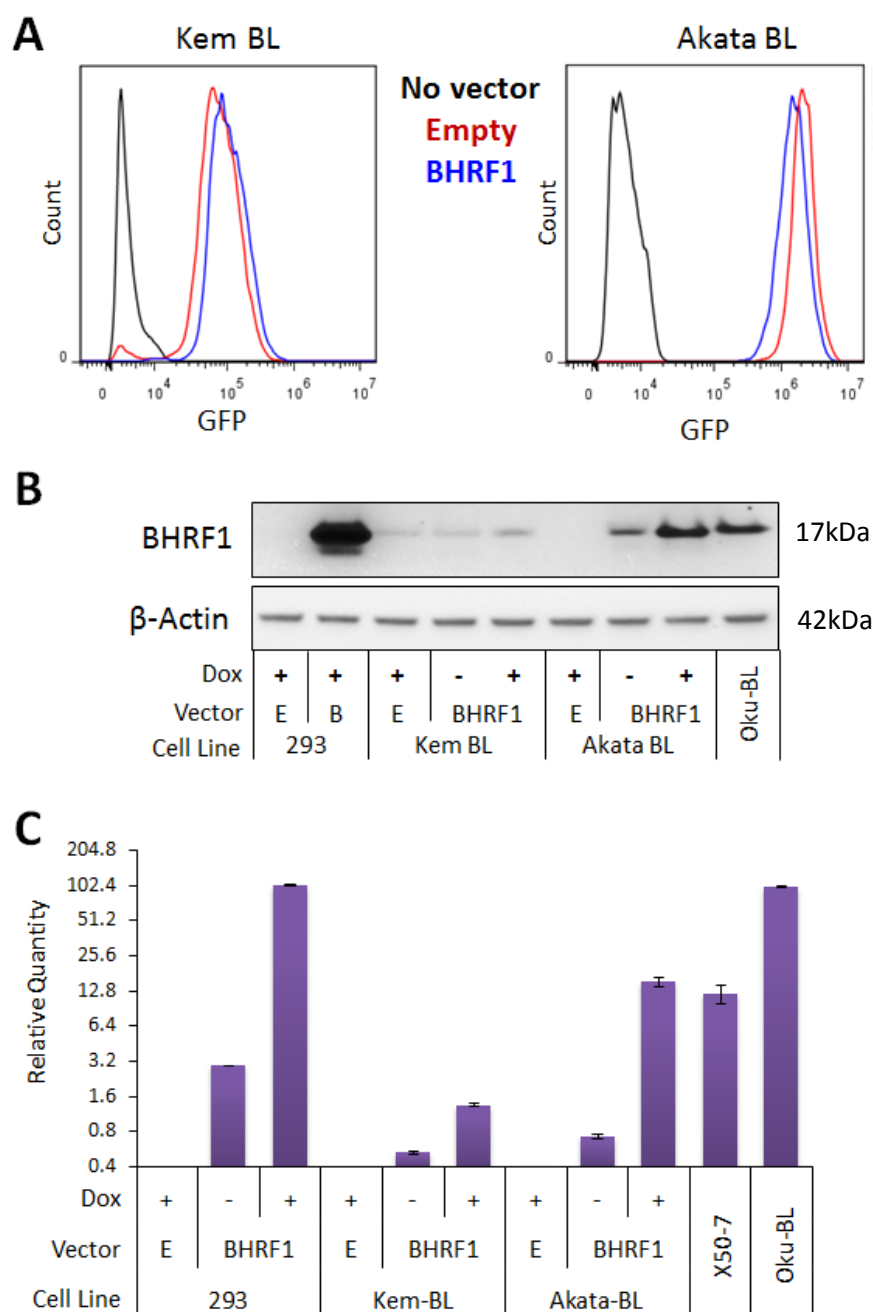 A
Kem BL
Akata BL
No vector
Empty
BHRF1
Count
0
0 10^4 10^5 10^6 10^7
GFP
Count
0
0 10^4 10^5 10^6 10^7
GFP
B
BHRF1
17kDa
β-Actin
42kDa
Dox + + + - + + - +
Vector E B E BHRF1 E BHRF1
Cell Line 293 Kem BL Akata BL
Oku-BL
C
Relative Quantity
204.8
102.4
51.2
25.6
12.8
6.4
3.2
1.6
0.8
0.4
Dox + - + + - + + - +
Vector E BHRF1 E BHRF1 E BHRF1
Cell Line 293 Kem-BL Akata-BL
X50-7
Oku-BL